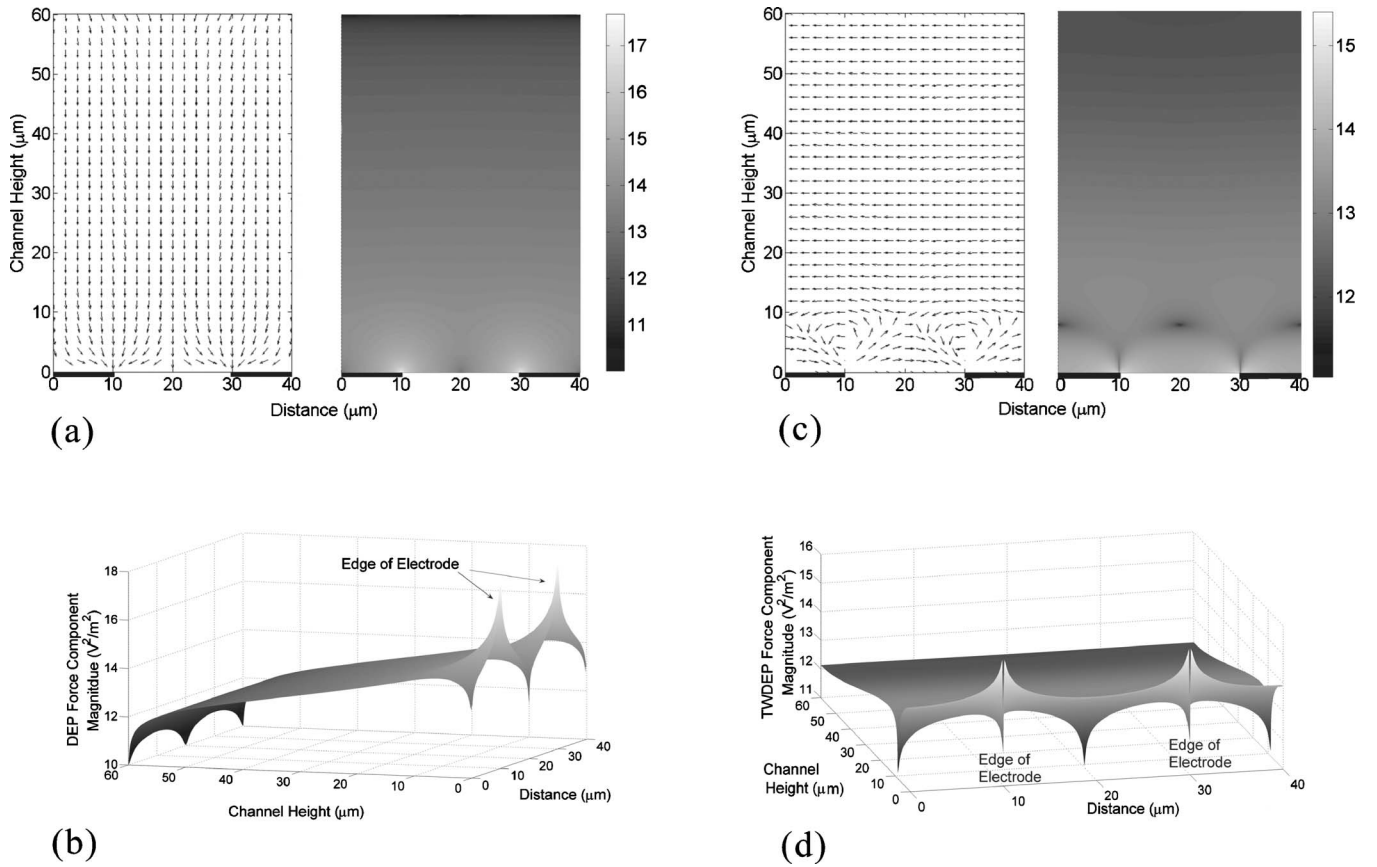 60
50
40
30
20
10
0
Channel Height (μm)
0 10 20 30 40
0 10 20 30 40
Distance (μm)
17
16
15
14
13
12
11
(a)
60
50
40
30
20
10
0
Channel Height (μm)
0 10 20 30 40
0 10 20 30 40
Distance (μm)
15
14
13
12
(c)
Edge of Electrode
18
16
14
12
10
DEP Force Component
Magnitdue (V²/m²)
60 50 40 30 20 10 0
Channel Height (μm)
0 10 20 30 40
Distance (μm)
(b)
16
15
14
13
12
11
TWDEP Force Component
Magnitude (V²/m²)
60
50
40
30
20
10
0
Channel
Height (μm)
Edge of
Electrode
Edge of
Electrode
0 10 20 30 40
Distance (μm)
(d)